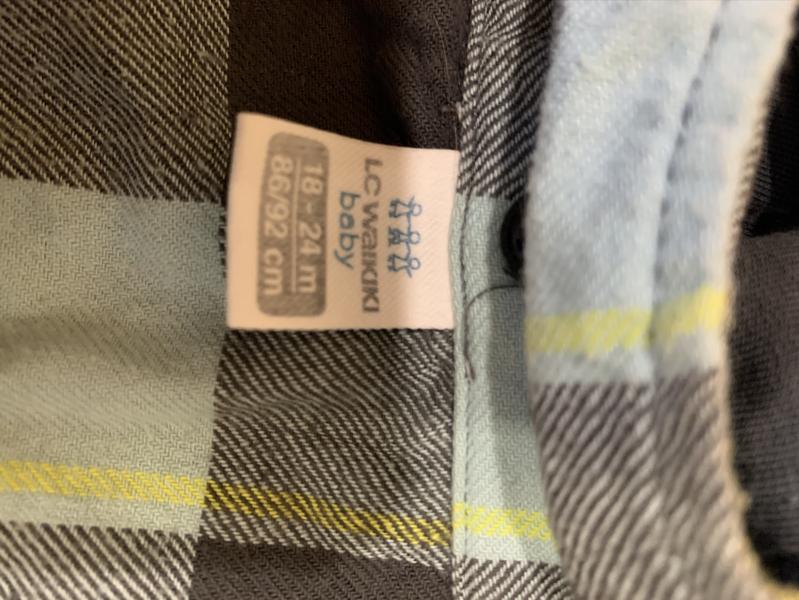 LC WAIKIKI
baby
18 - 24 m
86/92 cm